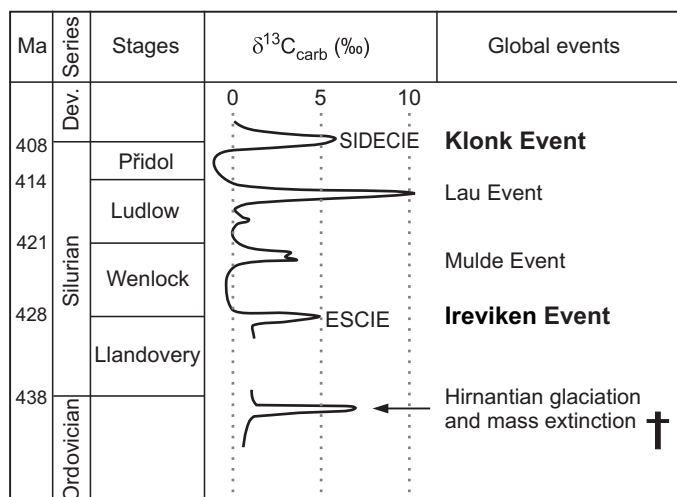 Ma
Series
Stages
δ13Ccarb (‰)
Global events
0
5
10
Dev.
SIDECIE
Klonk Event
408
Přidol
414
Lau Event
Ludlow
421
Silurian
Mulde Event
Wenlock
428
ESCIE
Ireviken Event
Llandovery
438
Hirnantian glaciation
and mass extinction †
Ordovician